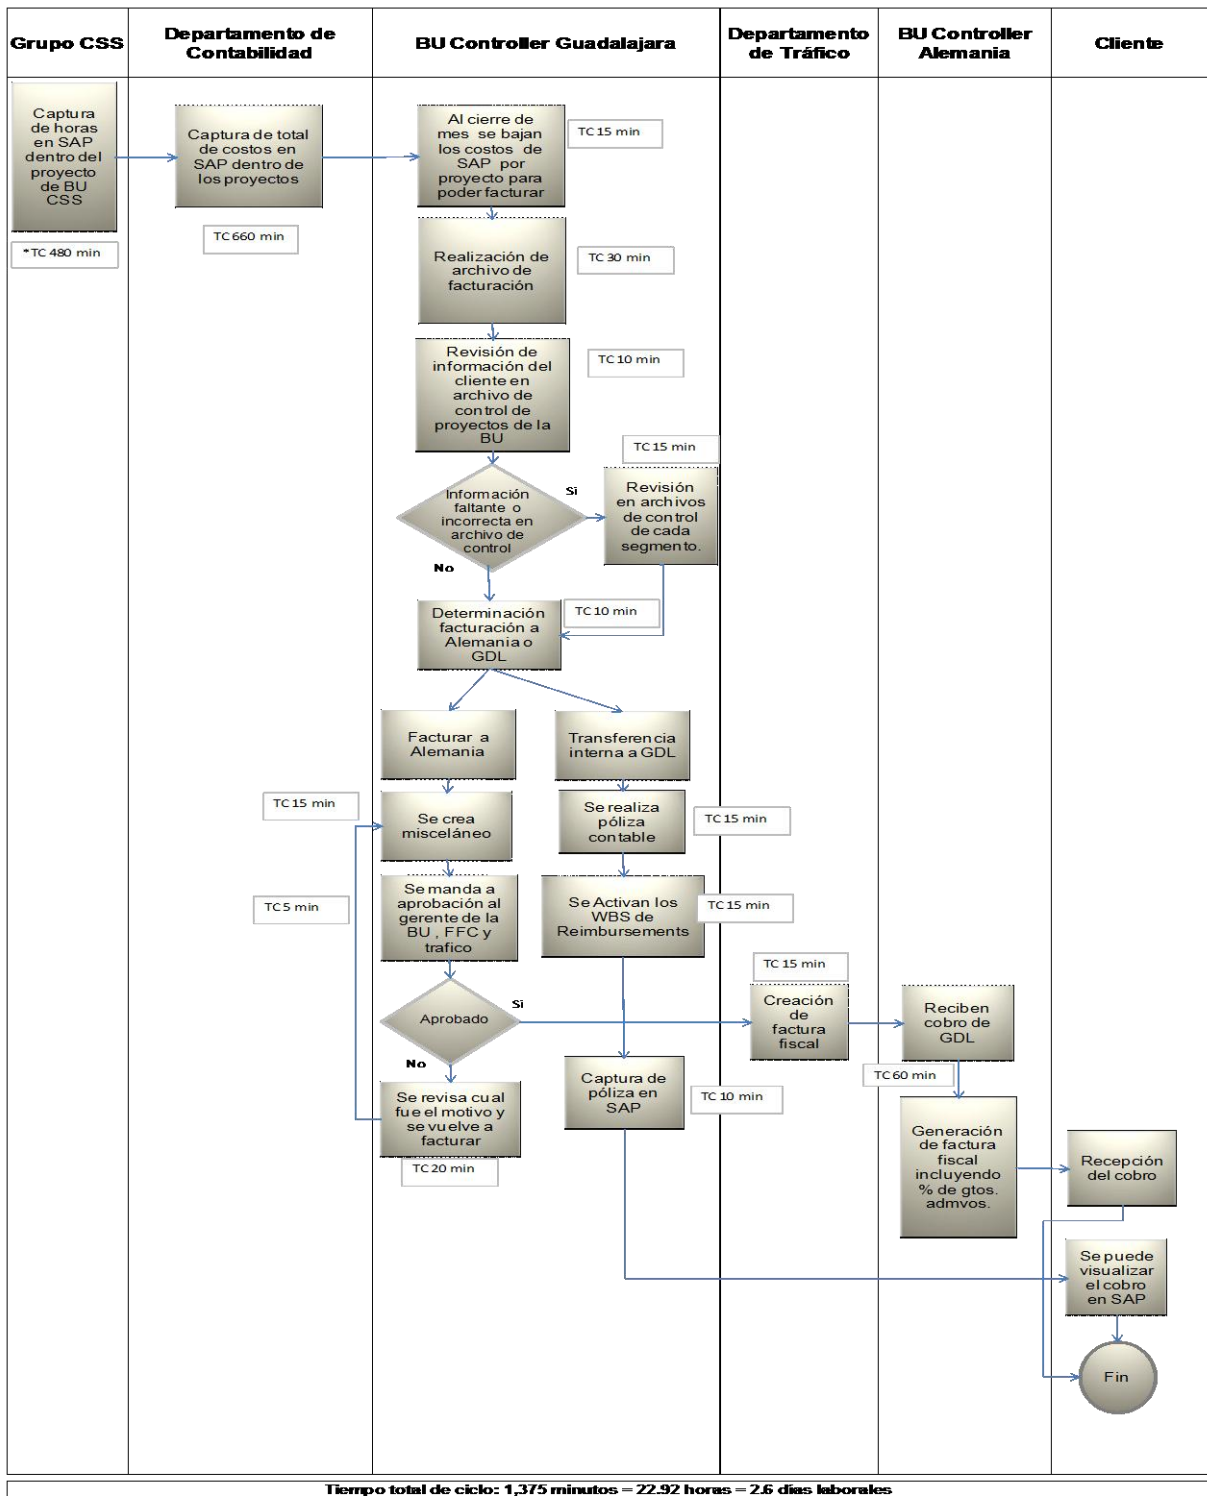 Grupo CSS
Departamento de
Contabilidad
BU Controller Guadalajara
Departamento
de Tráfico
BU Controller
Alemania
Cliente
Captura
de horas
en SAP
dentro del
proyecto
de BU
CSS
*TC 480 min
Captura de total
de costos en
SAP dentro de
los proyectos
TC 660 min
Al cierre de
mes se bajan
los costos de
SAP por
proyecto para
poder facturar
TC 15 min
Realización de
archivo de
facturación
TC 30 min
Revisión de
información del
cliente en
archivo de
control de
proyectos de la
BU
TC 10 min
Información
faltante o
incorrecta en
archivo de
control
Si
No
TC 15 min
Revisión
en archivos
de control
de cada
segmento.
Determinación
facturación a
Alemania o
GDL
TC 10 min
Facturar a
Alemania
Transferencia
interna a GDL
TC 15 min
Se crea
misceláneo
Se realiza
póliza
contable
TC 15 min
TC 5 min
Se manda a
aprobación al
gerente de la
BU , FFC y
trafico
Se Activan los
WBS de
Reimbursements
TC 15 min
Aprobado
Si
No
TC 15 min
Creación
de
factura
fiscal
Reciben
cobro de
GDL
TC 60 min
Se revisa cual
fue el motivo y
se vuelve a
facturar
TC 20 min
Captura de
póliza en
SAP
TC 10 min
Generación
de factura
fiscal
incluyendo
% de gtos.
admvos.
Recepción
del cobro
Se puede
visualizar
el cobro
en SAP
Fin
Tiempo total de ciclo: 1,375 minutos = 22.92 horas = 2.6 días laborales